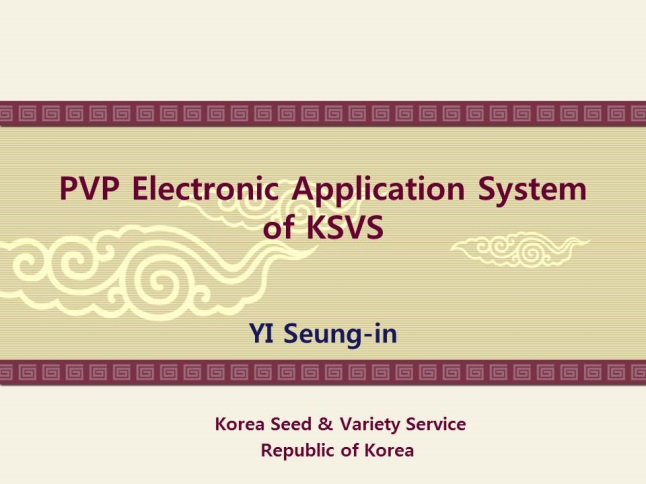 PVP Electronic Application System
of KSVS
YI Seung-in
Korea Seed & Variety Service
Republic of Korea